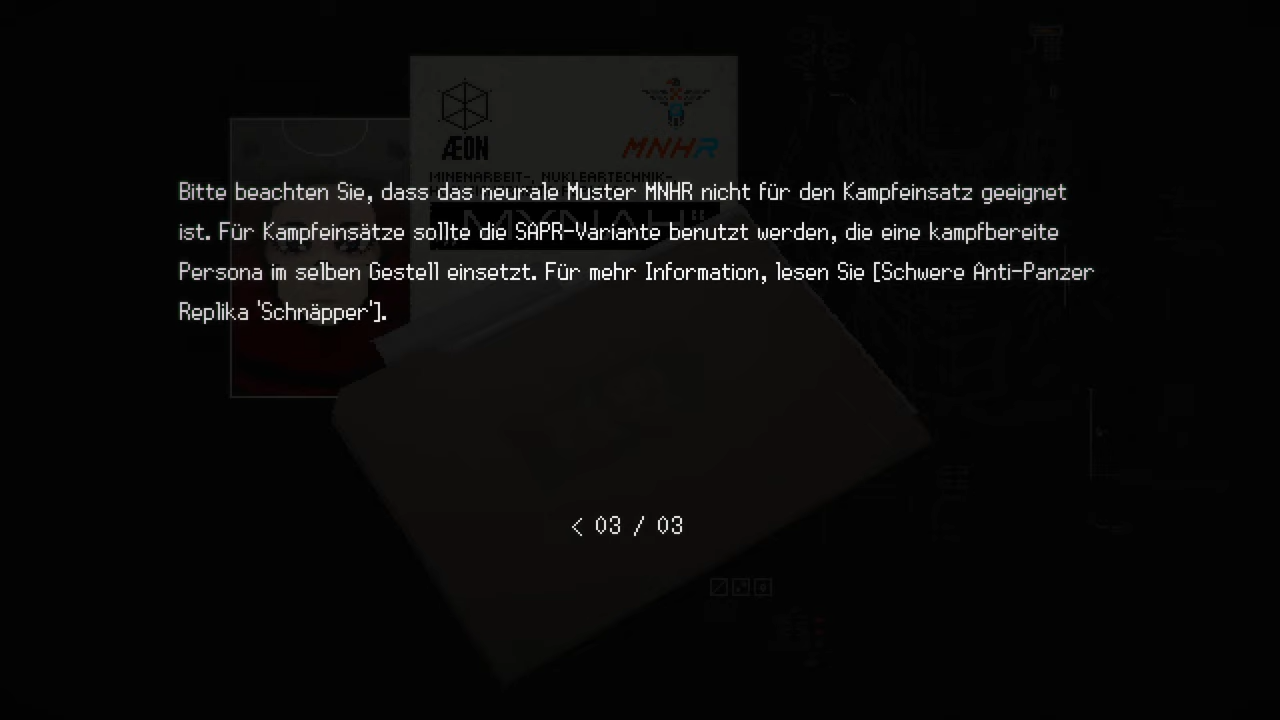 ÆON
MNHR
MINENARBEIT-, NUKLEARTECHNIK-,
Bitte beachten Sie, dass das neurale Muster MNHR nicht für den Kampfeinsatz geeignet
ist. Für Kampfeinsätze sollte die SAPR-Variante benutzt werden, die eine kampfbereite
Persona im selben Gestell einsetzt. Für mehr Information, lesen Sie [Schwere Anti-Panzer
Replika 'Schnäpper'].
< 03 / 03